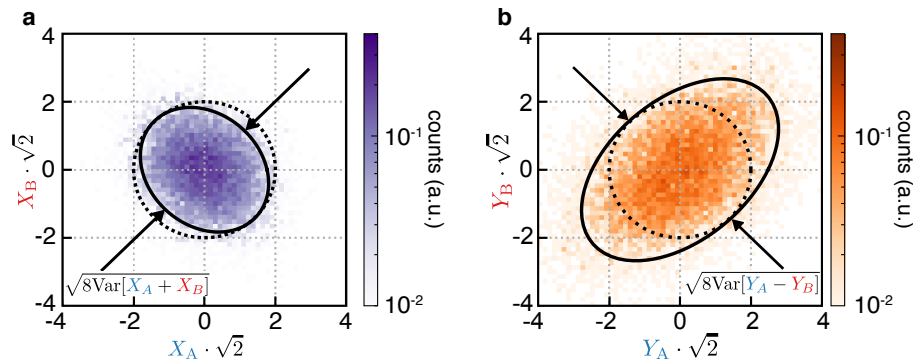 a
4
2
0
-2
-4
X_B · √2
-4
-2
0
2
4
X_A · √2
√8Var[X_A + X_B]
10^-1
10^-2
counts (a.u.)
b
4
2
0
-2
-4
Y_B · √2
-4
-2
0
2
4
Y_A · √2
√8Var[Y_A − Y_B]
10^-1
10^-2
counts (a.u.)